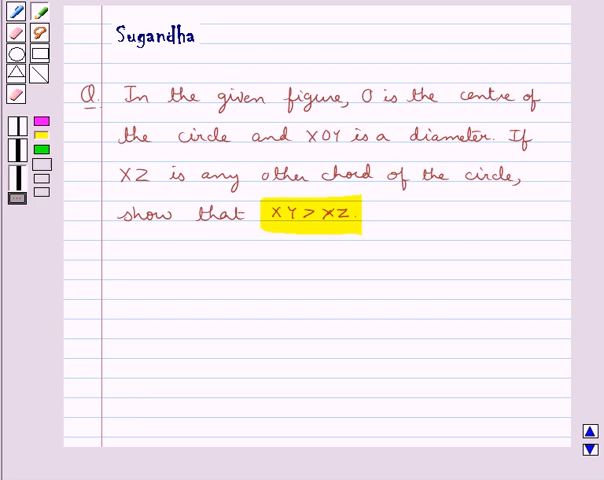 Sugandha
Q. In the given figure, O is the centre of
the circle and XOY is a diameter. If
XZ is any other chord of the circle,
show that XY > XZ.